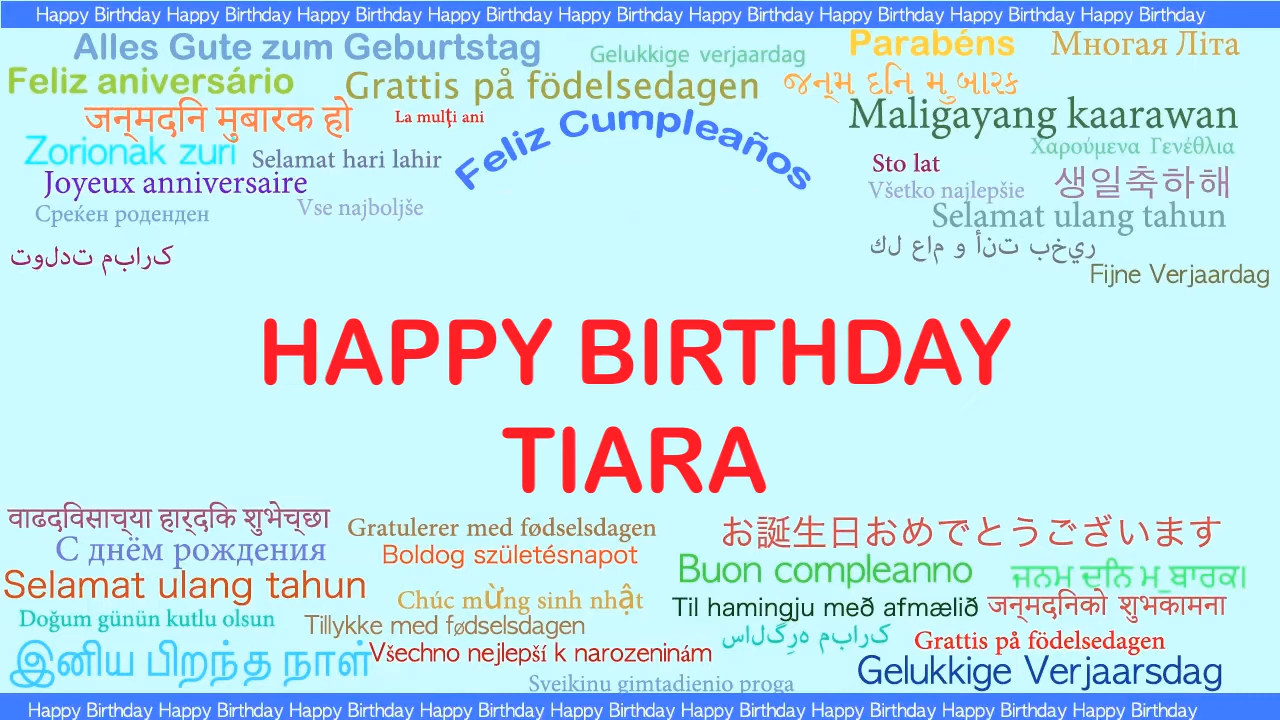 Happy Birthday Happy Birthday Happy Birthday Happy Birthday Happy Birthday Happy Birthday Happy Birthday Happy Birthday Happy Birthday
Alles Gute zum Geburtstag
Gelukkige verjaardag
Parabéns
Многая Літа
Feliz aniversário
Grattis på födelsedagen
જન્મ દનિ મુ બારક
जन्मदनि मुबारक हो
La mulţi ani
Feliz Cumpleaños
Maligayang kaarawan
Zorionak zuri
Selamat hari lahir
Χαρούμενα Γενέθλια
Sto lat
Joyeux anniversaire
Všetko najlepšie
생일축하해
Среќен роденден
Vse najboljše
Selamat ulang tahun
تولدت مبارک
كل عام و أنت بخير
Fijne Verjaardag
HAPPY BIRTHDAY
TIARA
वाढदविसाच्या हार्दकि शुभेच्छा
Gratulerer med fødselsdagen
お誕生日おめでとうございます
С днём рождения
Boldog születésnapot
Buon compleanno
ਜਨਮ ਦਨਿ ਮੁ ਬਾਰਕ।
Selamat ulang tahun
Chúc mừng sinh nhật
Til hamingju með afmælið
जन्मदनिको शुभकामना
Doğum günün kutlu olsun
Tillykke med fødselsdagen
سالگرہ مبارک
Grattis på födelsedagen
இனிய பிறந்த நாள்
Všechno nejlepší k narozeninám
Gelukkige Verjaarsdag
Sveikinu gimtadienio proga
Happy Birthday Happy Birthday Happy Birthday Happy Birthday Happy Birthday Happy Birthday Happy Birthday Happy Birthday Happy Birthday